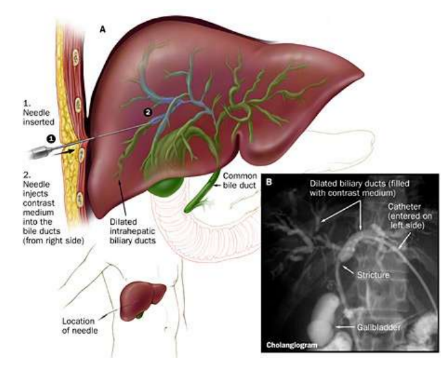 A
1.
Needle
inserted
1
2
2.
Needle
injects
contrast
medium
into the
bile ducts
(from right side)
Dilated
intrahepatic
biliary ducts
Common
bile duct
Location
of needle
B
Dilated biliary ducts (filled
with contrast medium)
Catheter
(entered on
left side)
Stricture
Gallbladder
Cholangiogram